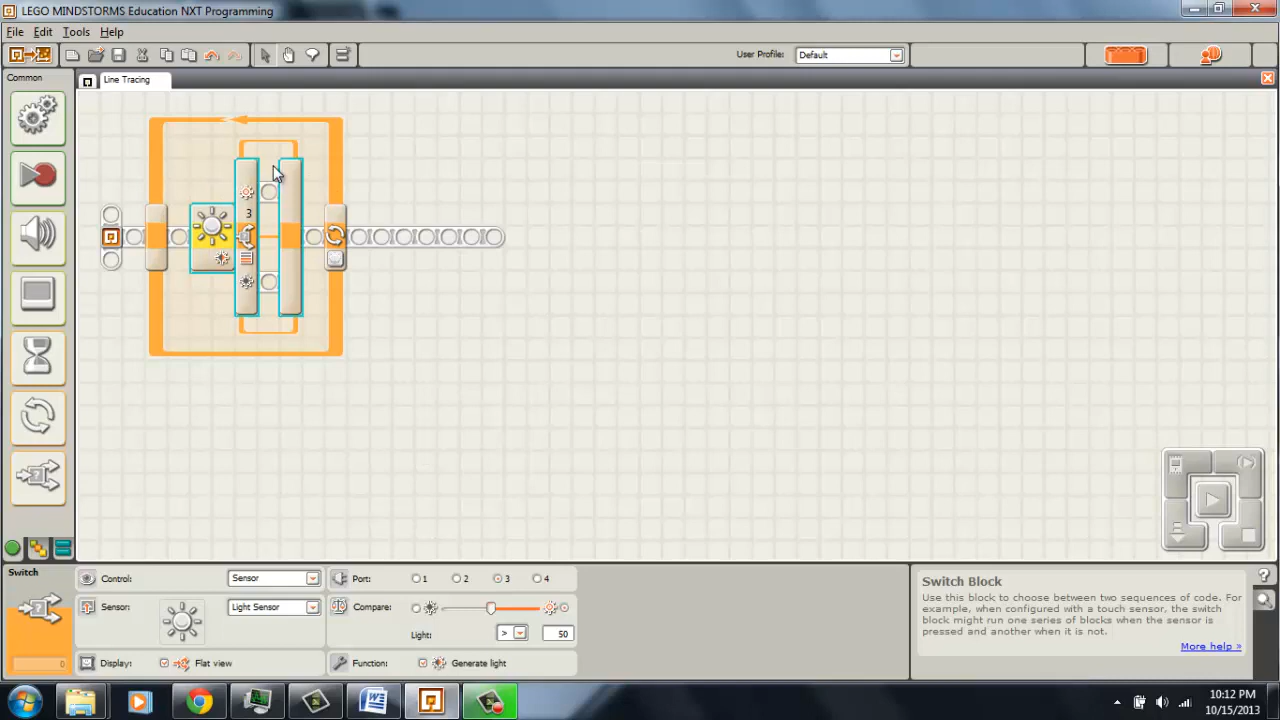 LEGO MINDSTORMS Education NXT Programming
File Edit Tools Help
User Profile: Default
Common
Line Tracing
3
Switch
0
Control: Sensor
Sensor: Light Sensor
Display: Flat view
Port: 1 2 3 4
Compare:
Light: > 50
Function: Generate light
Switch Block
Use this block to choose between two sequences of code. For
example, when configured with a touch sensor, the switch
block might run one series of blocks when the sensor is
pressed and another when it is not.
More help »
10:12 PM
10/15/2013